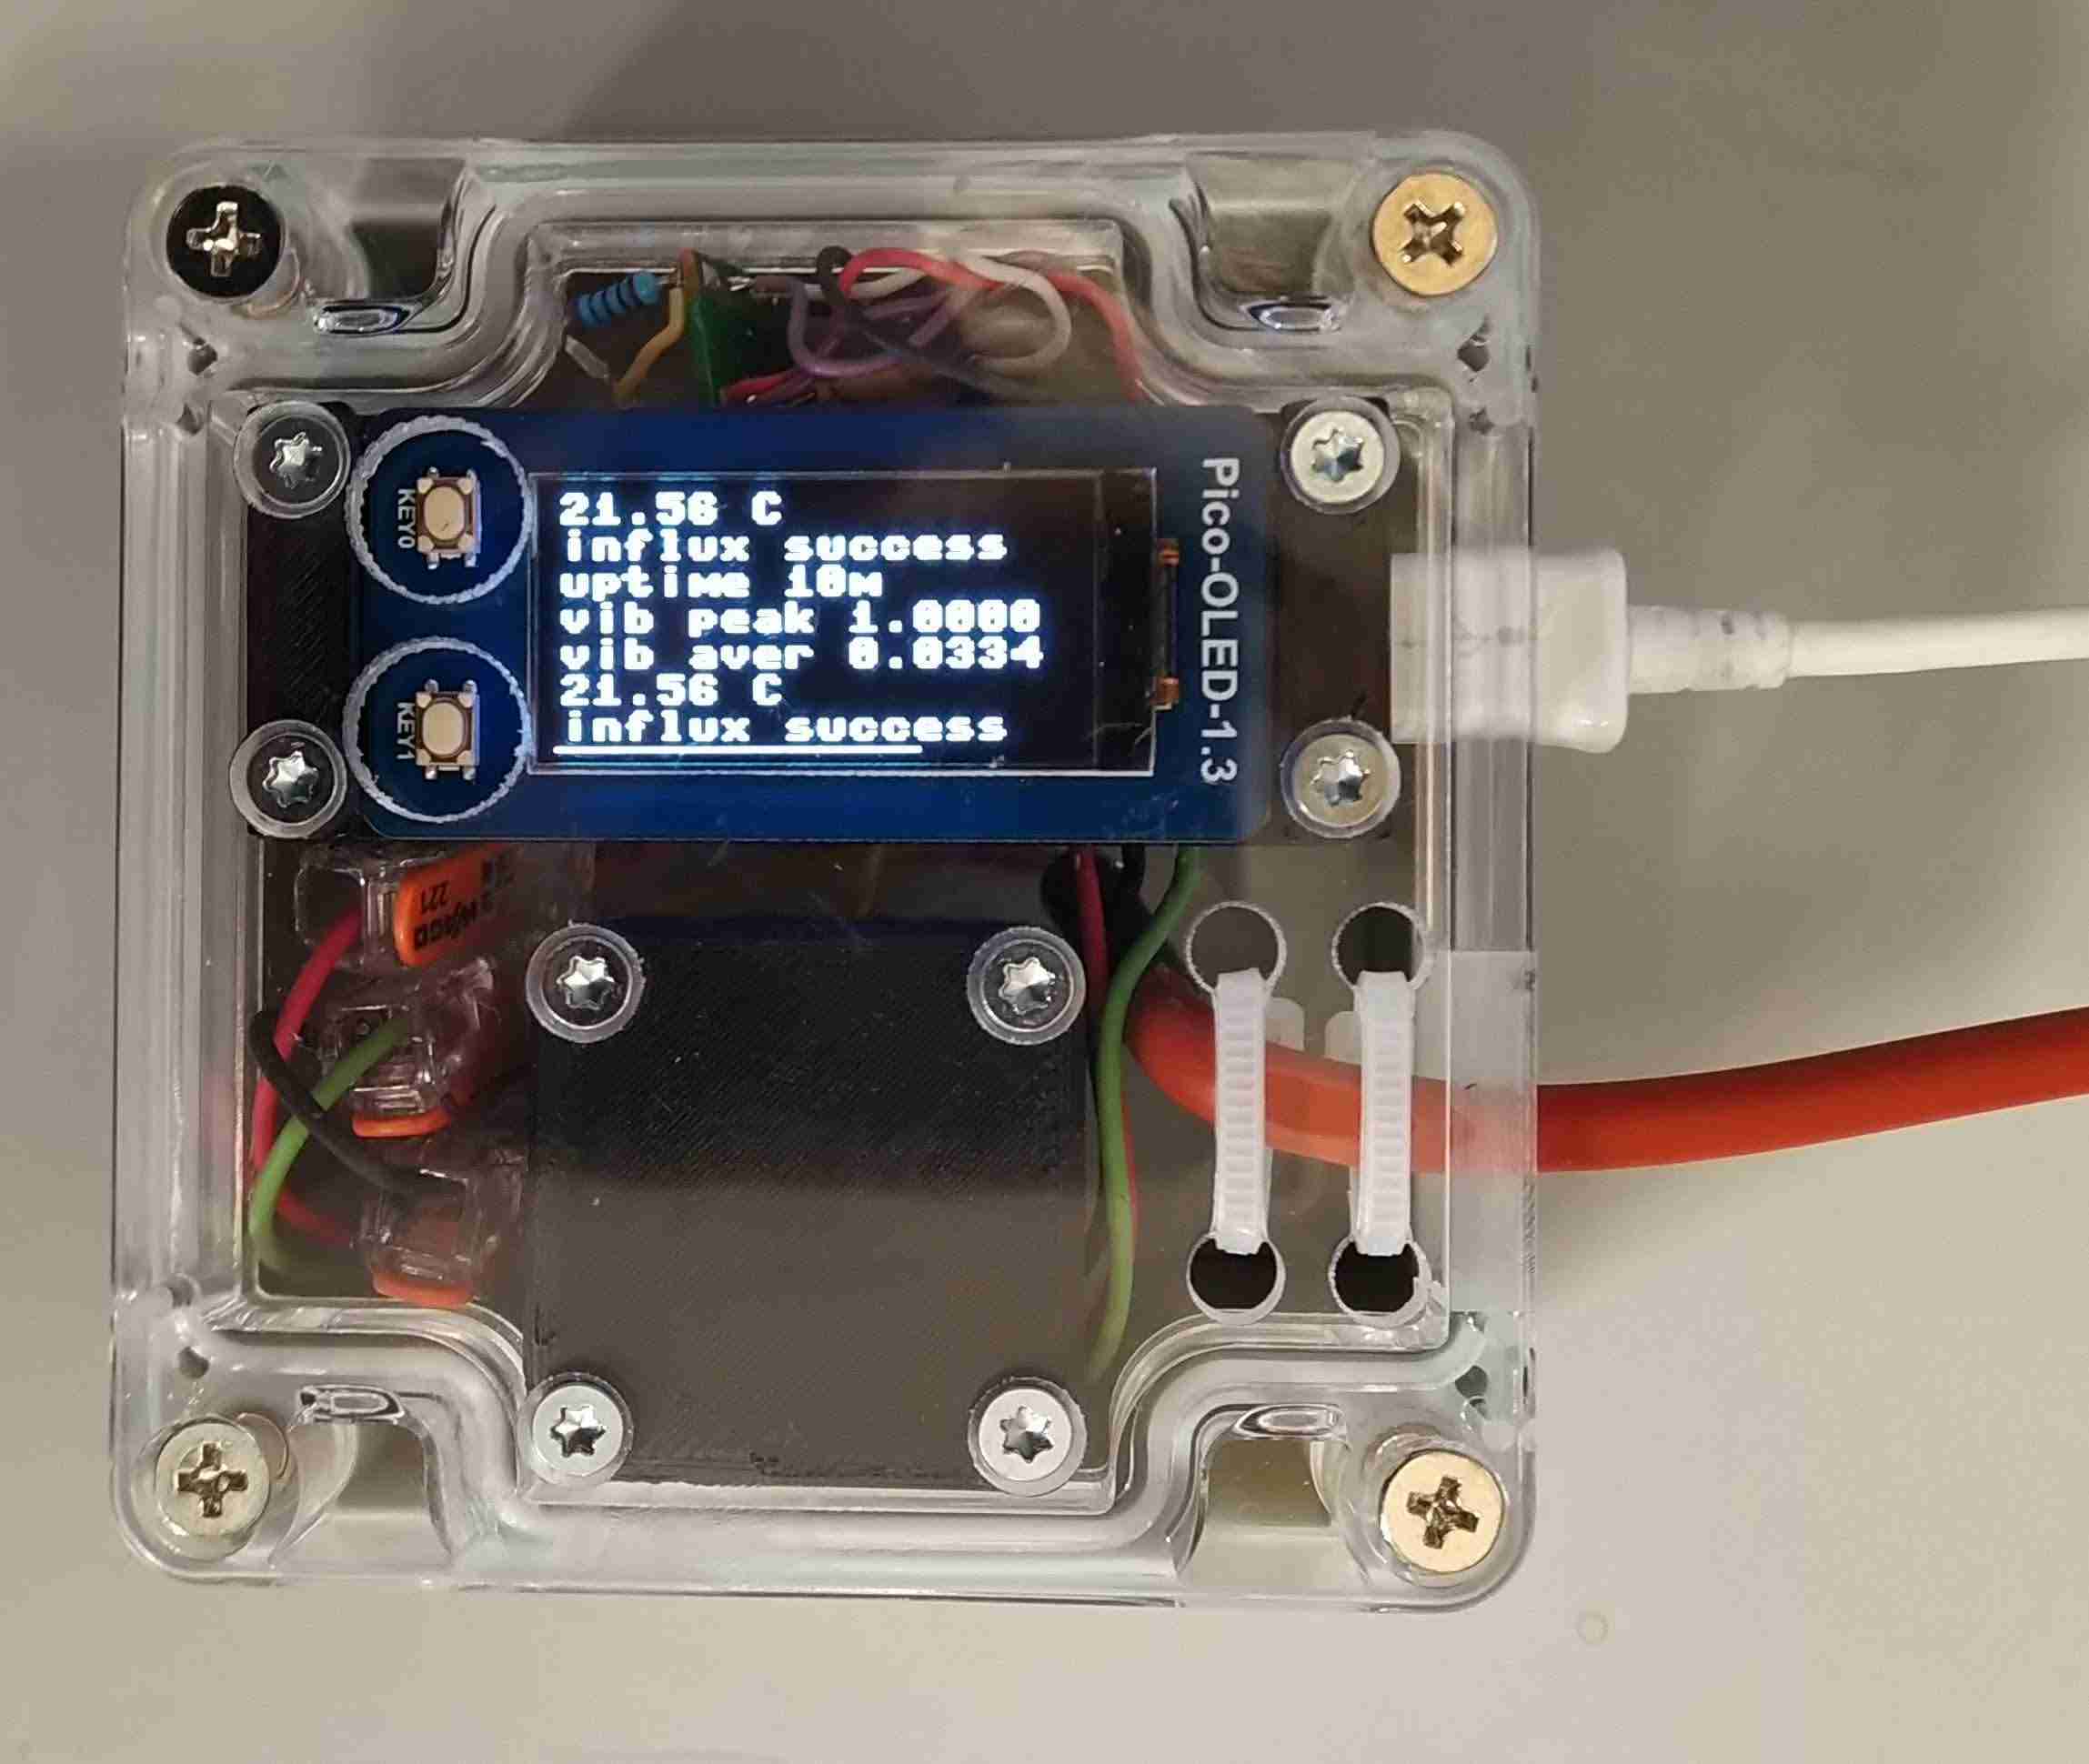 21.56 C
influx success
uptime 10m
vib peak 1.0000
vib aver 0.0334
21.56 C
influx success
KEY0
KEY1
Pico-OLED-1.3
221
WAGO